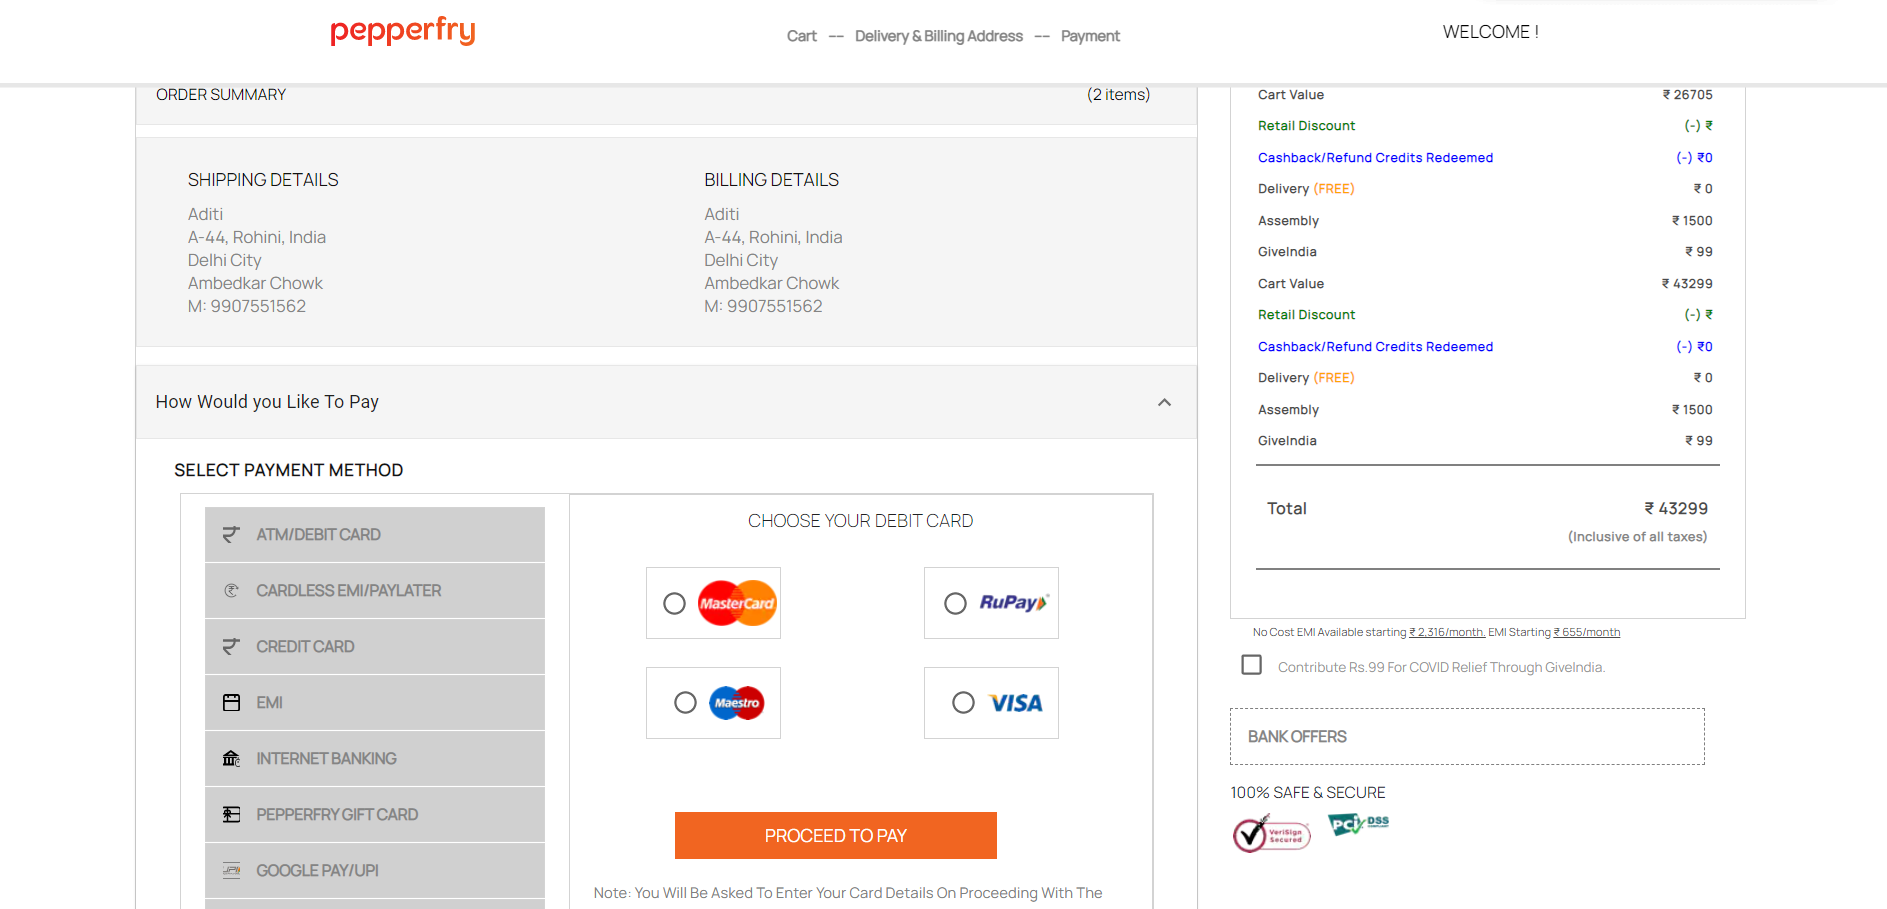 pepperfry
Cart -- Delivery & Billing Address -- Payment
WELCOME !
ORDER SUMMARY (2 items)
SHIPPING DETAILS
Aditi
A-44, Rohini, India
Delhi City
Ambedkar Chowk
M: 9907551562
BILLING DETAILS
Aditi
A-44, Rohini, India
Delhi City
Ambedkar Chowk
M: 9907551562
How Would you Like To Pay
SELECT PAYMENT METHOD
ATM/DEBIT CARD
CARDLESS EMI/PAYLATER
CREDIT CARD
EMI
INTERNET BANKING
PEPPERFRY GIFT CARD
GOOGLE PAY/UPI
CHOOSE YOUR DEBIT CARD
MasterCard
RuPay
Maestro
VISA
PROCEED TO PAY
Note: You Will Be Asked To Enter Your Card Details On Proceeding With The
Cart Value ₹ 26705
Retail Discount (-) ₹
Cashback/Refund Credits Redeemed (-) ₹0
Delivery (FREE) ₹ 0
Assembly ₹ 1500
GiveIndia ₹ 99
Cart Value ₹ 43299
Retail Discount (-) ₹
Cashback/Refund Credits Redeemed (-) ₹0
Delivery (FREE) ₹ 0
Assembly ₹ 1500
GiveIndia ₹ 99
Total ₹ 43299
(Inclusive of all taxes)
No Cost EMI Available starting ₹ 2,316/month. EMI Starting ₹ 655/month
Contribute Rs.99 For COVID Relief Through GiveIndia.
BANK OFFERS
100% SAFE & SECURE
VeriSign
Secured
PCI DSS
COMPLIANT